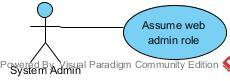 Assume web
admin role
Powered By Visual Paradigm Community Edition
System Admin